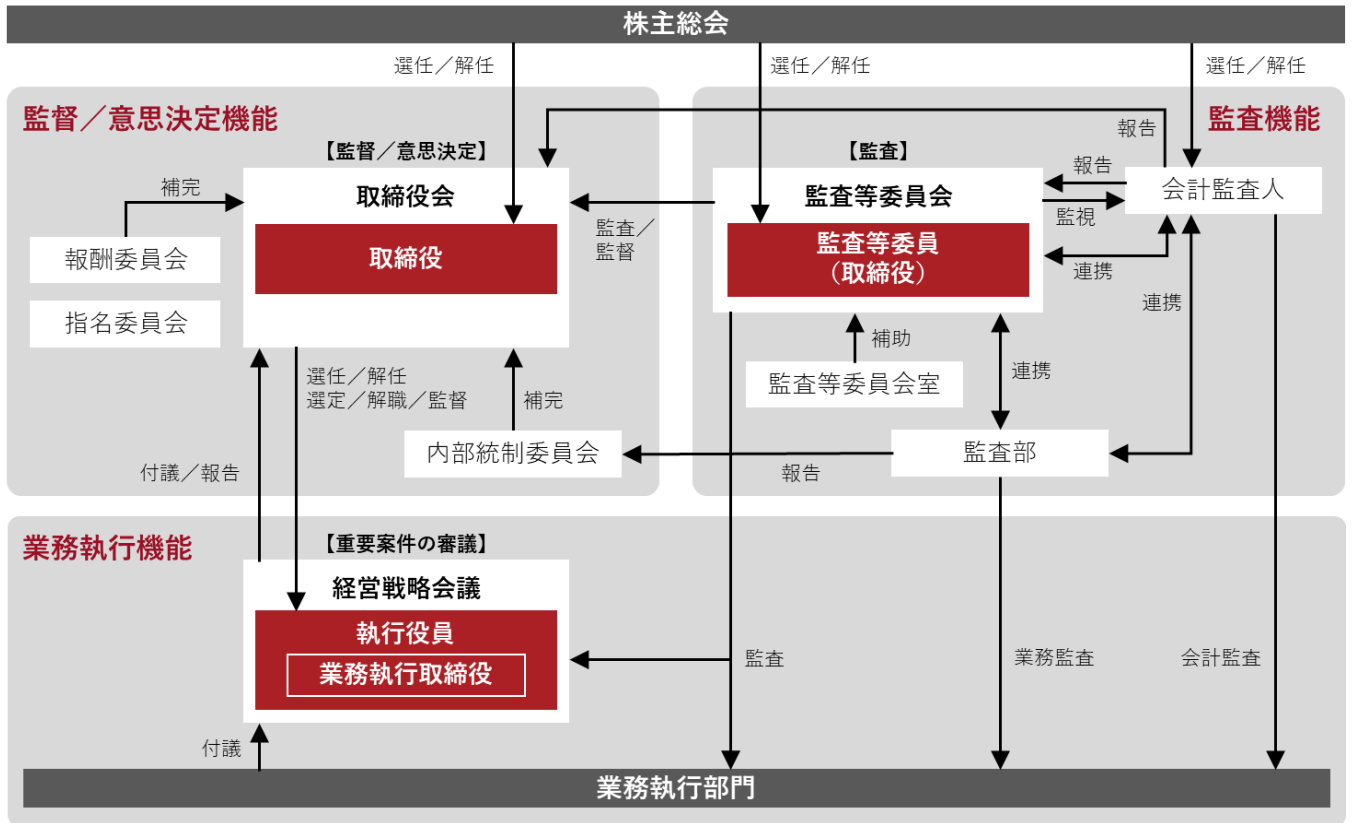 株主総会
選任／解任
選任／解任
選任／解任
監督／意思決定機能
監査機能
【監督／意思決定】
【監査】
報告
補完
取締役会
取締役
監査／
監督
監査等委員会
監査等委員
（取締役）
報告
監視
会計監査人
連携
連携
報酬委員会
指名委員会
選任／解任
選定／解職／監督
補完
補助
連携
監査等委員会室
内部統制委員会
監査部
付議／報告
報告
業務執行機能
【重要案件の審議】
経営戦略会議
執行役員
業務執行取締役
監査
業務監査
会計監査
付議
業務執行部門